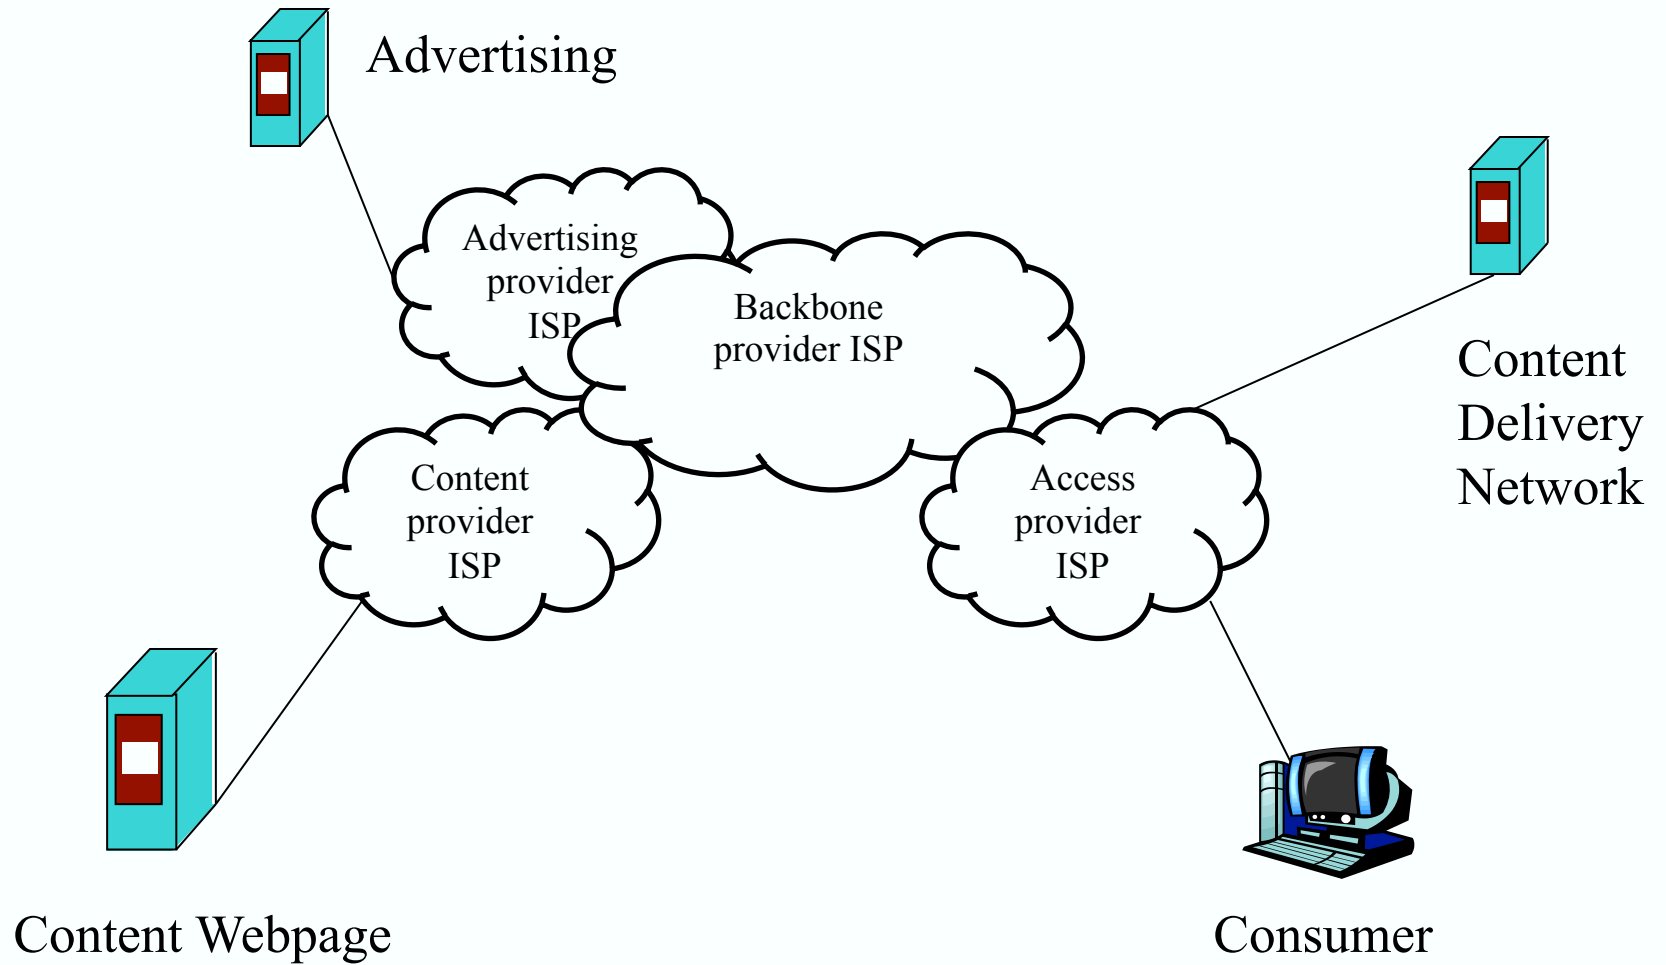 Advertising
Advertising
provider
ISP
Backbone
provider ISP
Content
Delivery
Network
Content
provider
ISP
Access
provider
ISP
Content Webpage
Consumer